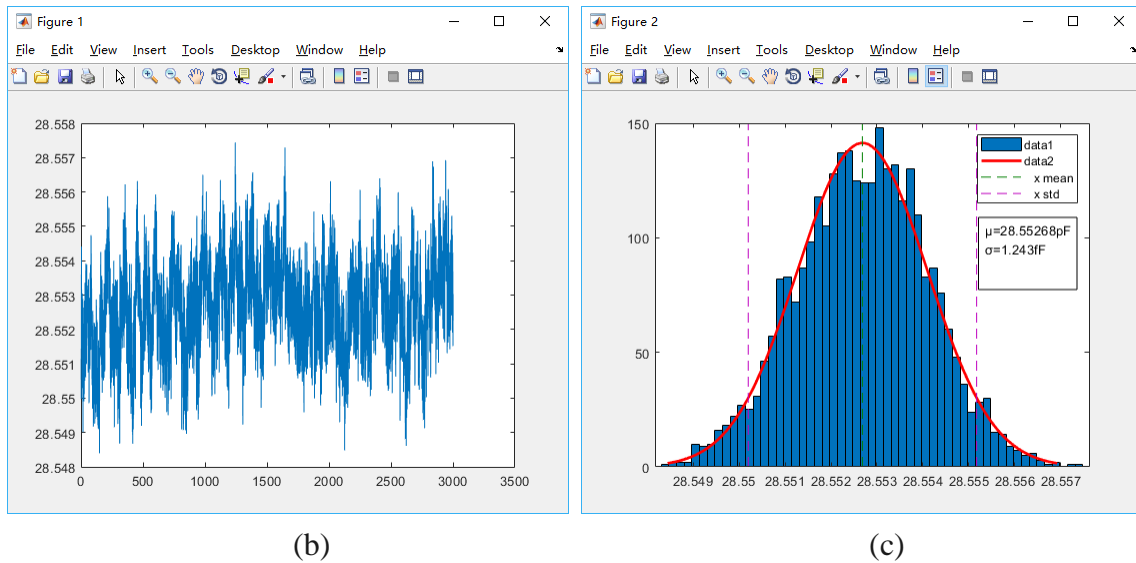 Figure 1
File Edit View Insert Tools Desktop Window Help
28.558
28.557
28.556
28.555
28.554
28.553
28.552
28.551
28.55
28.549
28.548
0 500 1000 1500 2000 2500 3000 3500
(b)
Figure 2
File Edit View Insert Tools Desktop Window Help
150
100
50
0
28.549 28.55 28.551 28.552 28.553 28.554 28.555 28.556 28.557
data1
data2
x mean
x std
μ=28.55268pF
σ=1.243fF
(c)